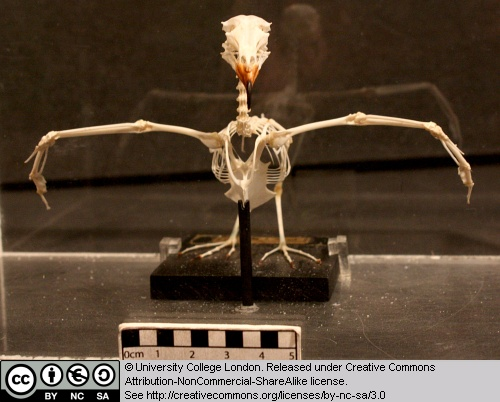 0cm 1 2 3 4 5
© University College London. Released under Creative Commons
Attribution-NonCommercial-ShareAlike license.
See http://creativecommons.org/licenses/by-nc-sa/3.0
cc
BY NC SA